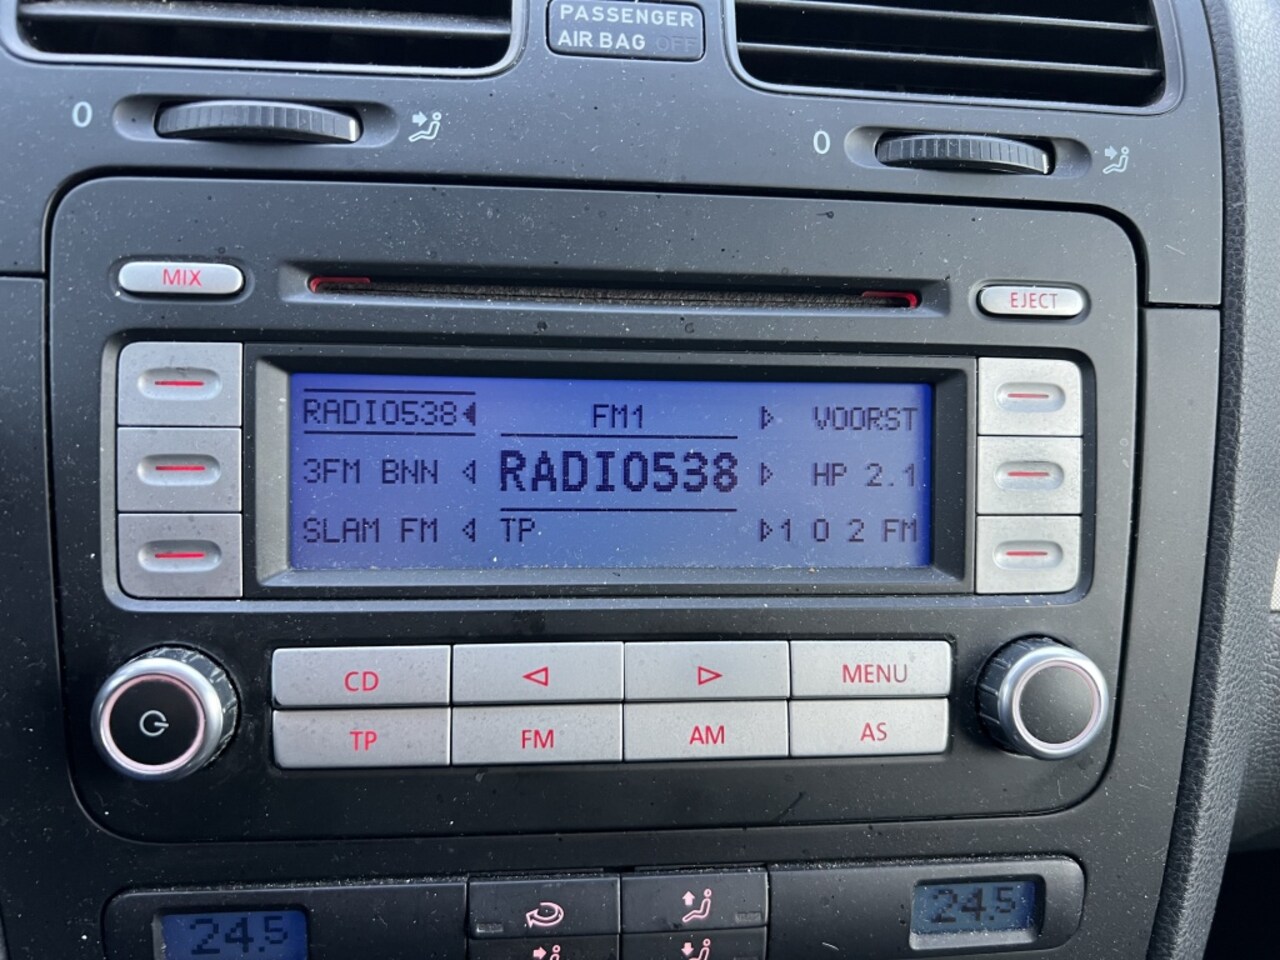 PASSENGER
AIR BAG OFF
0
0
MIX
EJECT
RADIO538 FM1 VOORST
3FM BNN RADIO538 HP 2.1
SLAM FM TP 1 0 2 FM
CD MENU
TP FM AM AS
24.5 24.5